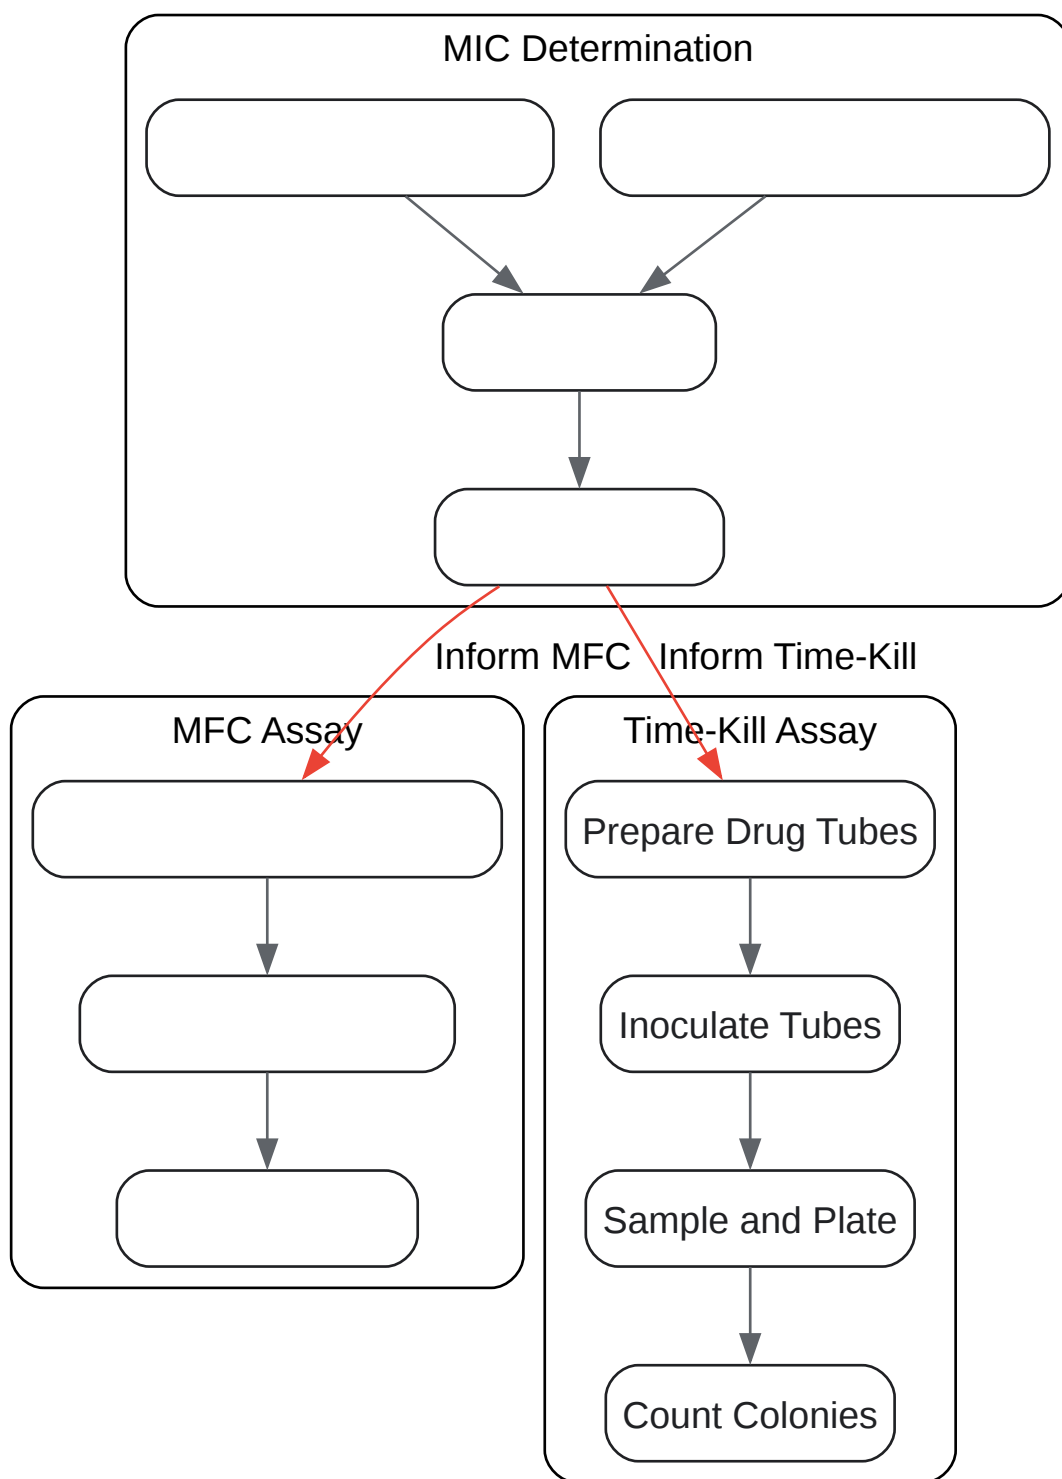 MIC Determination
Inform MFC
Inform Time-Kill
MFC Assay
Time-Kill Assay
Prepare Drug Tubes
Inoculate Tubes
Sample and Plate
Count Colonies